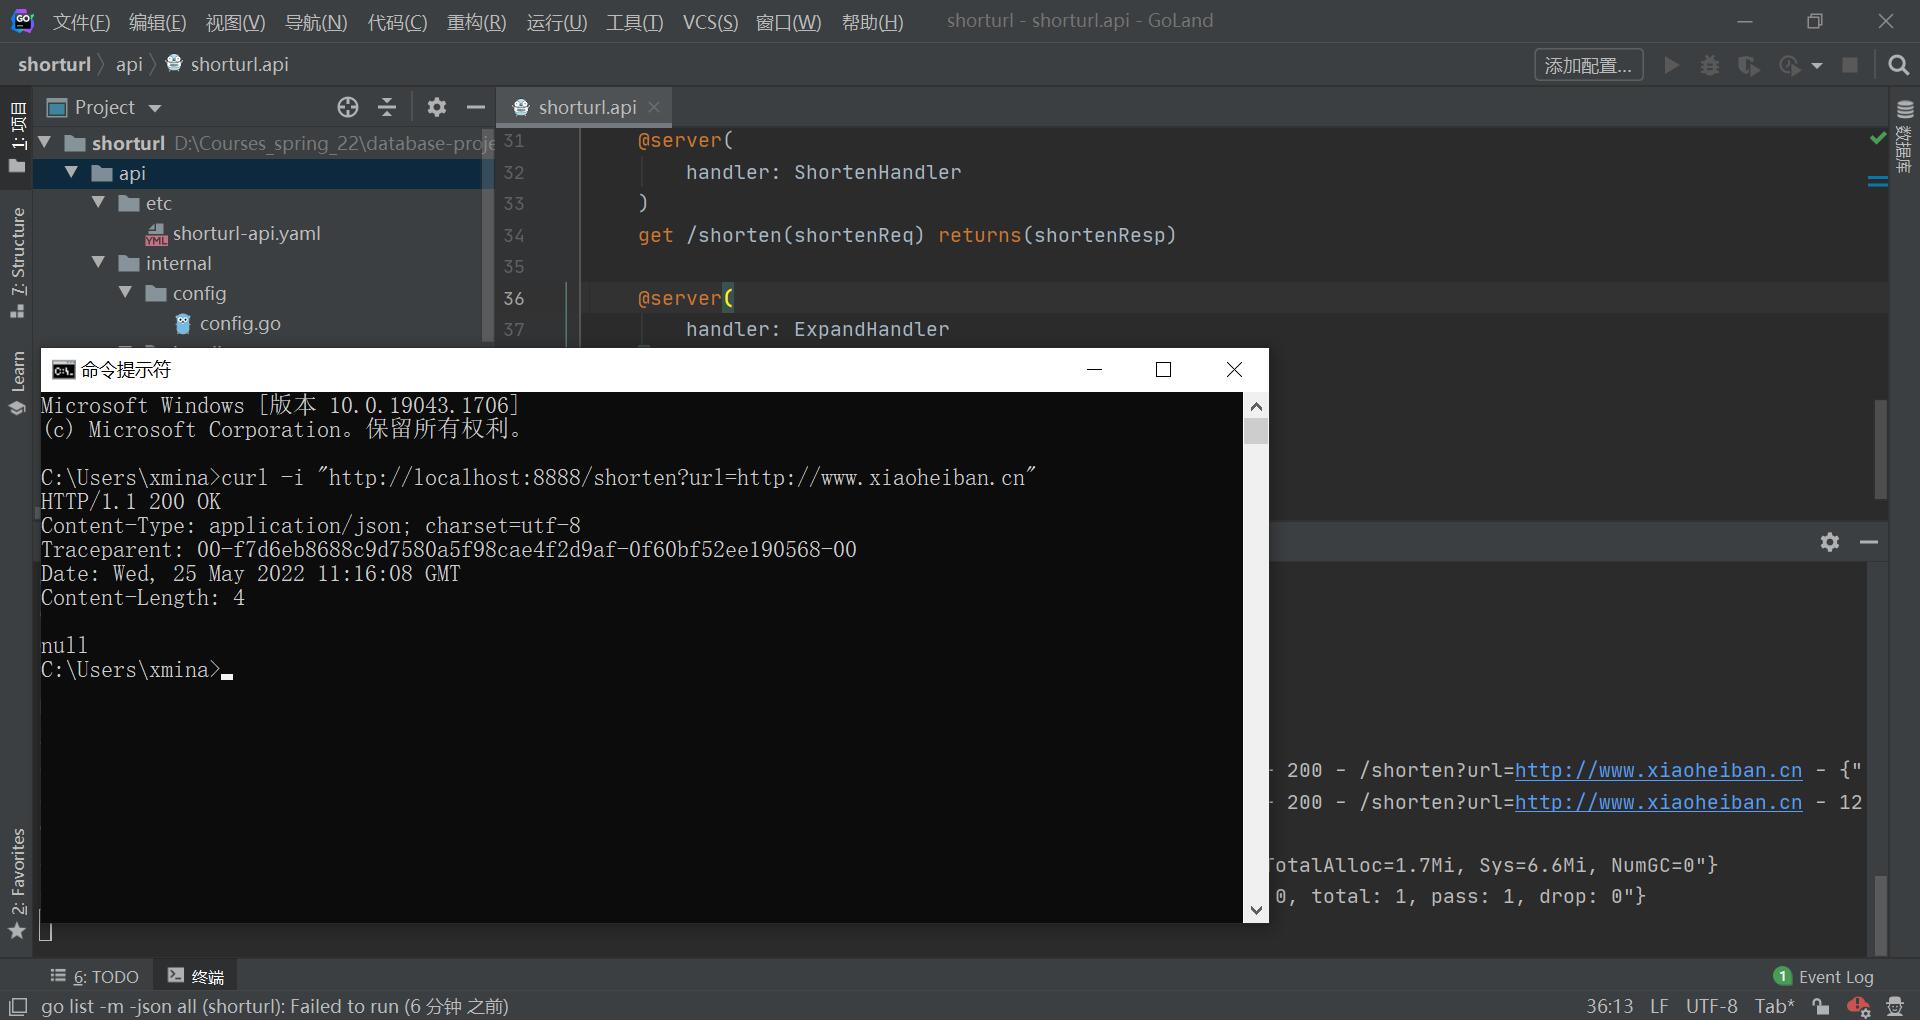 文件(F) 编辑(E) 视图(V) 导航(N) 代码(C) 重构(R) 运行(U) 工具(T) VCS(S) 窗口(W) 帮助(H) shorturl - shorturl.api - GoLand
shorturl api shorturl.api 添加配置...
Project
shorturl.api
1: 项目
7: Structure
Learn
2: Favorites
数据库
shorturl D:\Courses_spring_22\database-proje
api
etc
shorturl-api.yaml
internal
config
config.go
31 @server(
32 handler: ShortenHandler
33 )
34 get /shorten(shortenReq) returns(shortenResp)
35
36 @server(
37 handler: ExpandHandler
命令提示符
Microsoft Windows [版本 10.0.19043.1706]
(c) Microsoft Corporation。保留所有权利。
C:\Users\xmina>curl -i "http://localhost:8888/shorten?url=http://www.xiaoheiban.cn"
HTTP/1.1 200 OK
Content-Type: application/json; charset=utf-8
Traceparent: 00-f7d6eb8688c9d7580a5f98cae4f2d9af-0f60bf52ee190568-00
Date: Wed, 25 May 2022 11:16:08 GMT
Content-Length: 4
null
C:\Users\xmina>
- 200 - /shorten?url=http://www.xiaoheiban.cn - {"
- 200 - /shorten?url=http://www.xiaoheiban.cn - 12
TotalAlloc=1.7Mi, Sys=6.6Mi, NumGC=0"}
0, total: 1, pass: 1, drop: 0"}
6: TODO 终端 1 Event Log
go list -m -json all (shorturl): Failed to run (6 分钟 之前) 36:13 LF UTF-8 Tab*